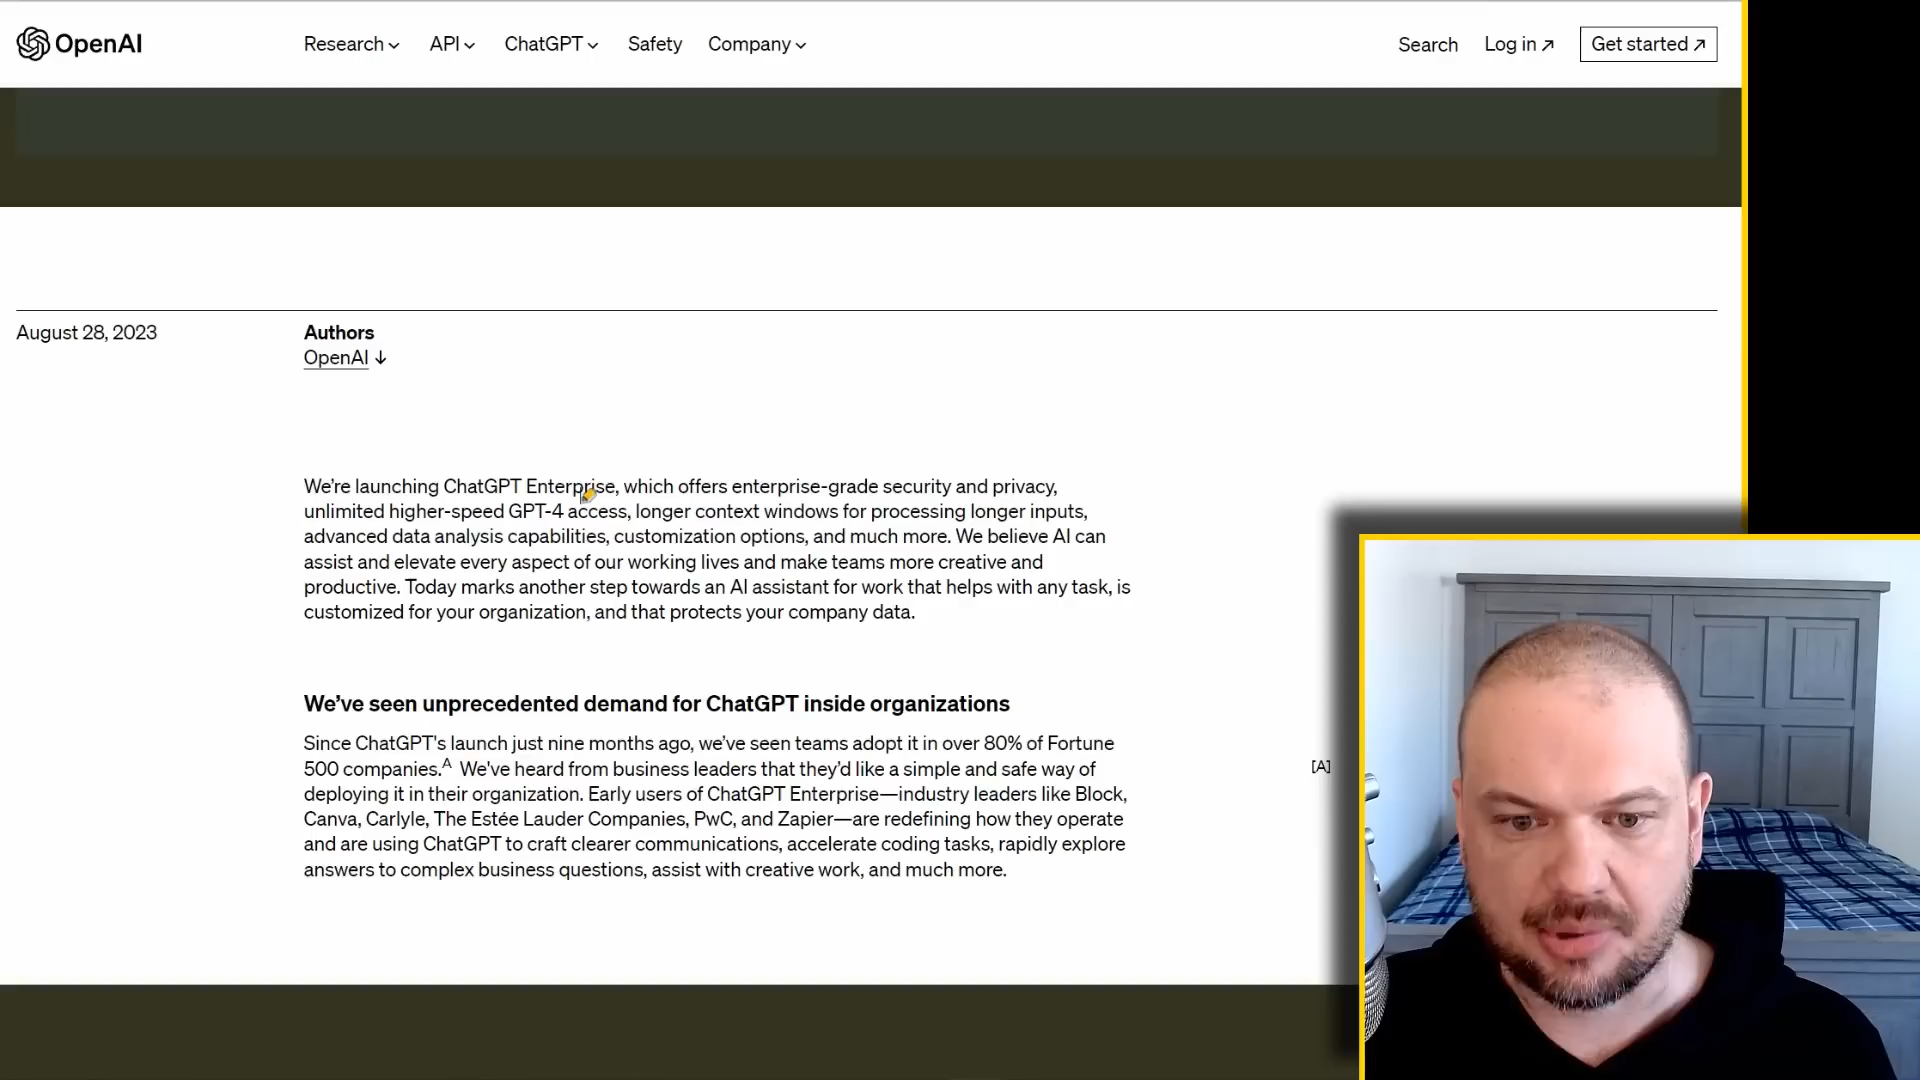 OpenAI
Research API ChatGPT Safety Company
Search Log in ↗ Get started ↗
August 28, 2023
Authors
OpenAI ↓
We’re launching ChatGPT Enterprise, which offers enterprise-grade security and privacy,
unlimited higher-speed GPT-4 access, longer context windows for processing longer inputs,
advanced data analysis capabilities, customization options, and much more. We believe AI can
assist and elevate every aspect of our working lives and make teams more creative and
productive. Today marks another step towards an AI assistant for work that helps with any task, is
customized for your organization, and that protects your company data.
We’ve seen unprecedented demand for ChatGPT inside organizations
Since ChatGPT's launch just nine months ago, we’ve seen teams adopt it in over 80% of Fortune
500 companies.A We've heard from business leaders that they’d like a simple and safe way of
deploying it in their organization. Early users of ChatGPT Enterprise—industry leaders like Block,
Canva, Carlyle, The Estée Lauder Companies, PwC, and Zapier—are redefining how they operate
and are using ChatGPT to craft clearer communications, accelerate coding tasks, rapidly explore
answers to complex business questions, assist with creative work, and much more.
[A]